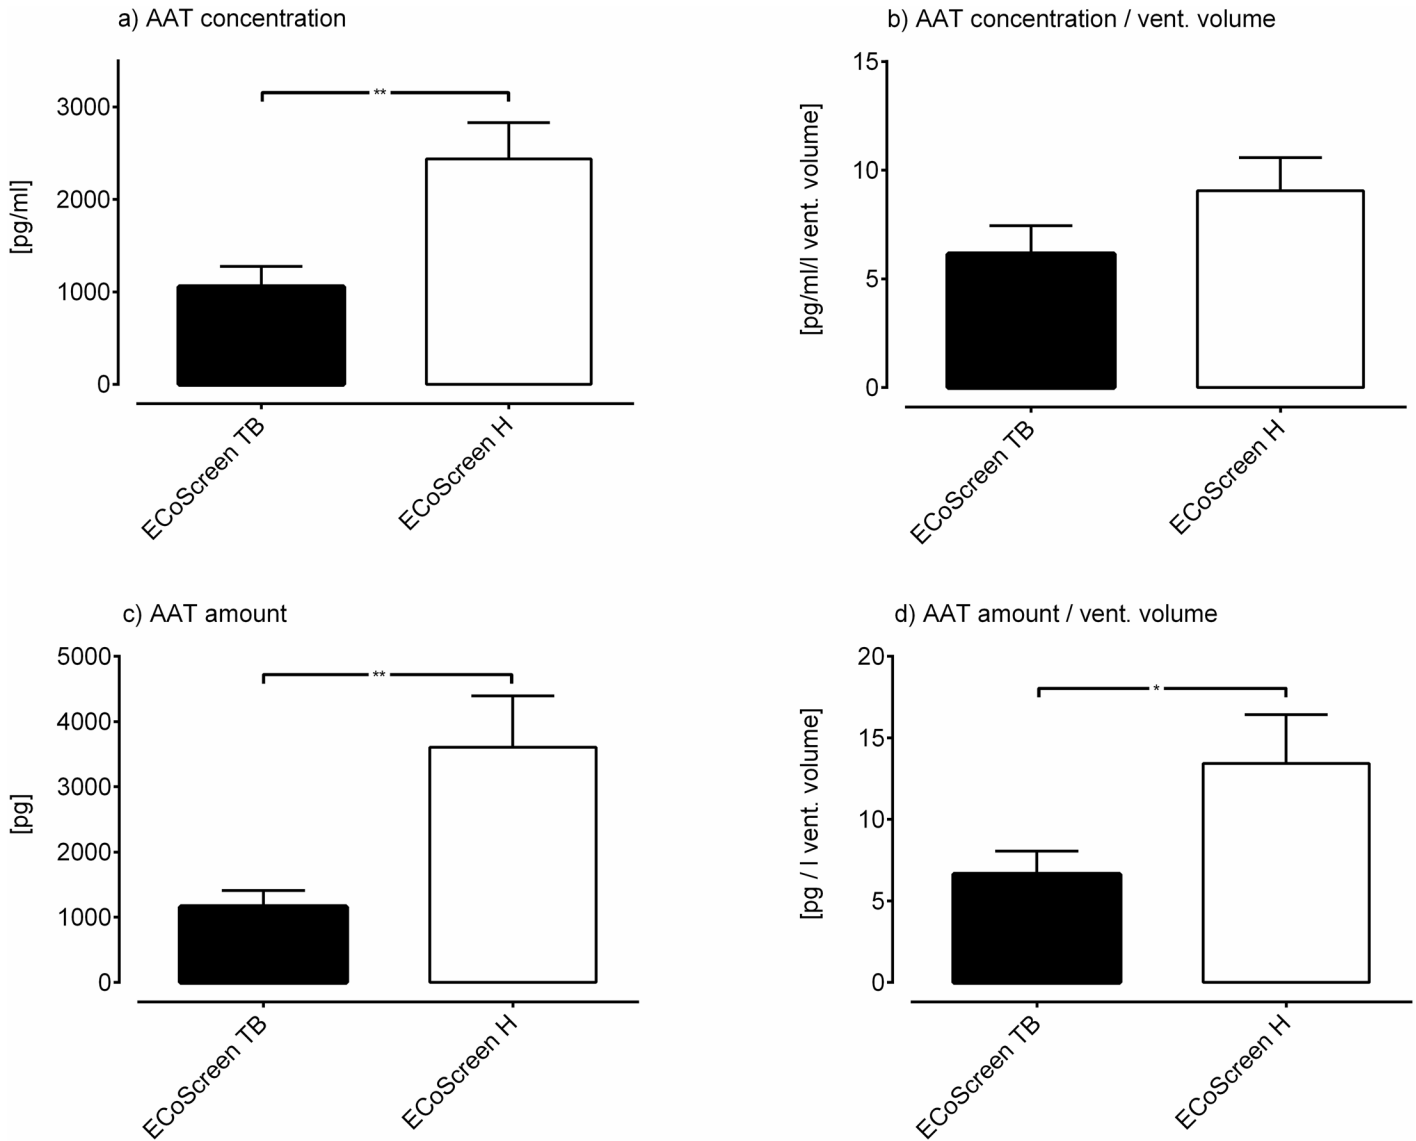 a) AAT concentration
[pg/ml]
3000
2000
1000
0
**
ECoScreen TB
ECoScreen H
b) AAT concentration / vent. volume
[pg/ml/l vent. volume]
15
10
5
0
ECoScreen TB
ECoScreen H
c) AAT amount
[pg]
5000
4000
3000
2000
1000
0
**
ECoScreen TB
ECoScreen H
d) AAT amount / vent. volume
[pg / l vent. volume]
20
15
10
5
0
*
ECoScreen TB
ECoScreen H